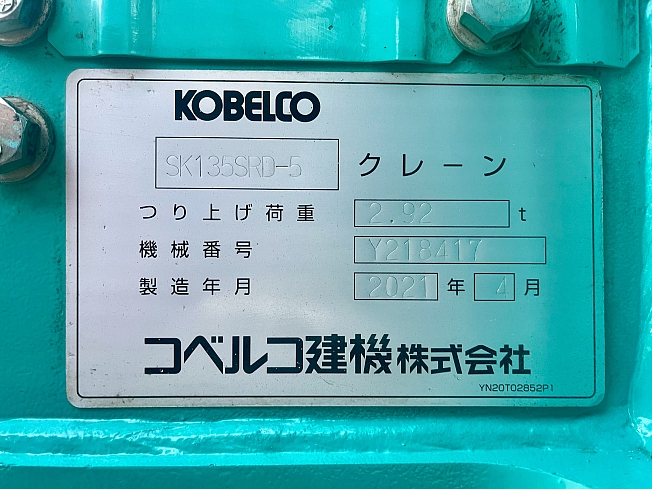 KOBELCO
SK135SRD-5 クレーン
つり上げ荷重 2.92 t
機械番号 Y218417
製造年月 2021 年 4 月
コベルコ建機株式会社
YN20T02852P1